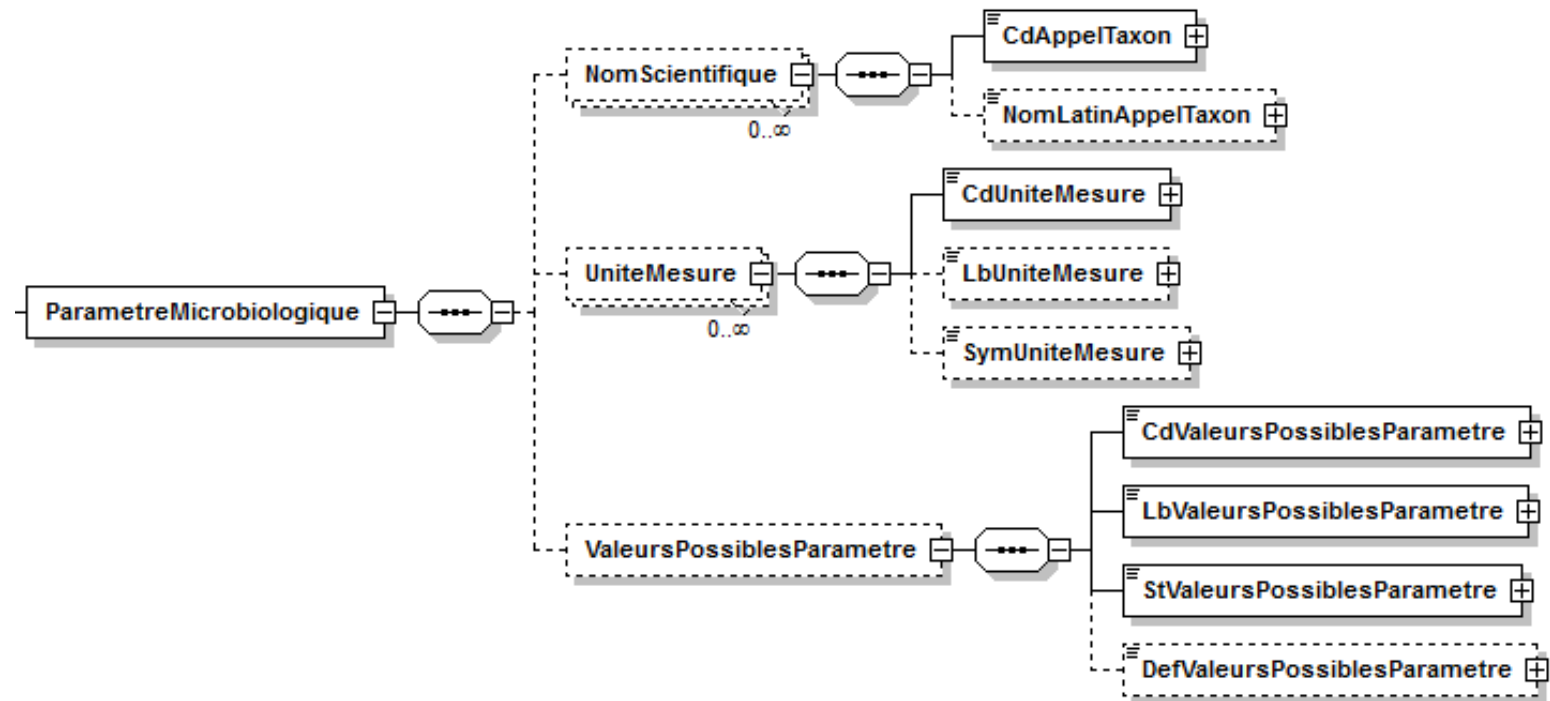 CdAppelTaxon
NomScientifique
NomLatinAppelTaxon
0..∞
CdUniteMesure
UniteMesure
LbUniteMesure
0..∞
SymUniteMesure
ParametreMicrobiologique
CdValeursPossiblesParametre
LbValeursPossiblesParametre
ValeursPossiblesParametre
StValeursPossiblesParametre
DefValeursPossiblesParametre